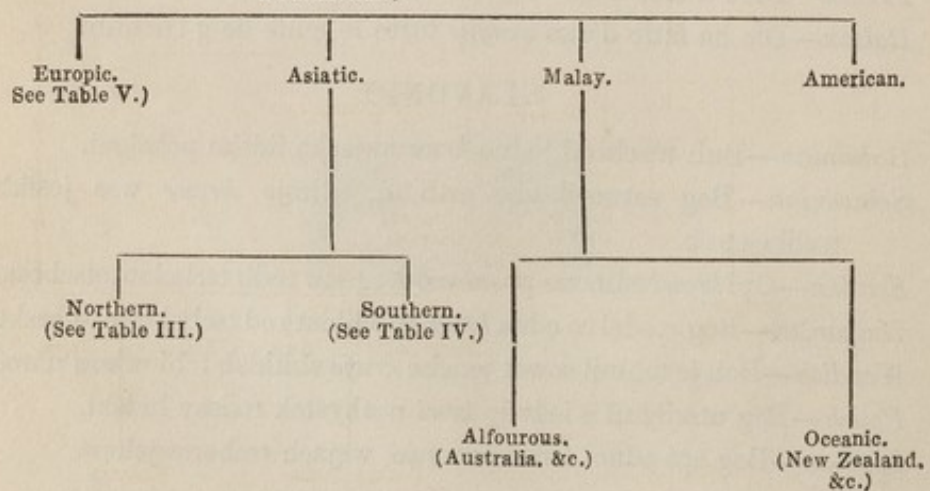 Europic.
See Table V.)
Asiatic.
Malay.
American.
Northern.
(See Table III.)
Southern.
(See Table IV.)
Alfourous.
(Australia, &c.)
Oceanic.
(New Zealand,
&c.)